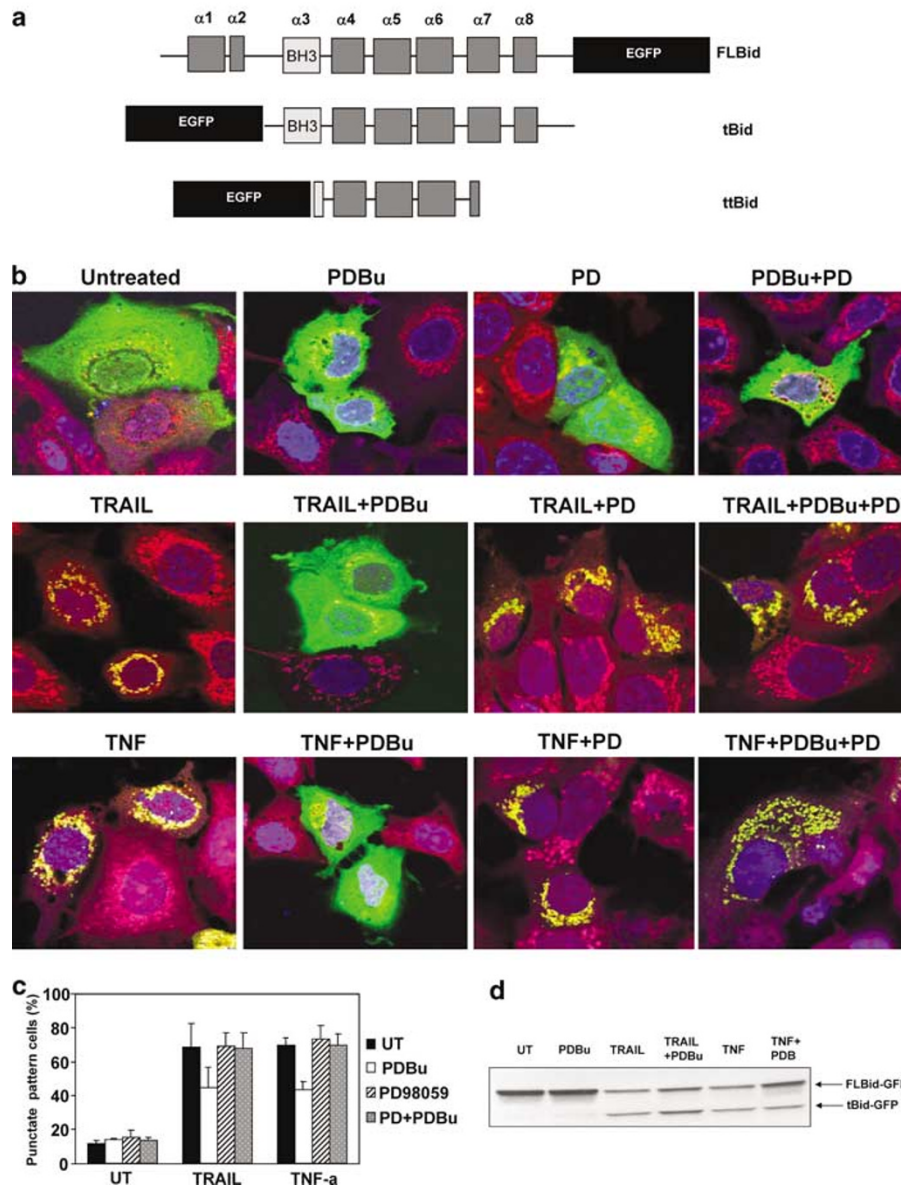 a
α1 α2 α3 α4 α5 α6 α7 α8
BH3 EGFP FLBid
EGFP BH3 tBid
EGFP ttBid
b
Untreated PDBu PD PDBu+PD
TRAIL TRAIL+PDBu TRAIL+PD TRAIL+PDBu+PD
TNF TNF+PDBu TNF+PD TNF+PDBu+PD
c
Punctate pattern cells (%)
100
80
60
40
20
0
UT TRAIL TNF-a
UT
PDBu
PD98059
PD+PDBu
d
UT PDBu TRAIL TRAIL +PDBu TNF TNF+ PDB
FLBid-GF
tBid-GFP